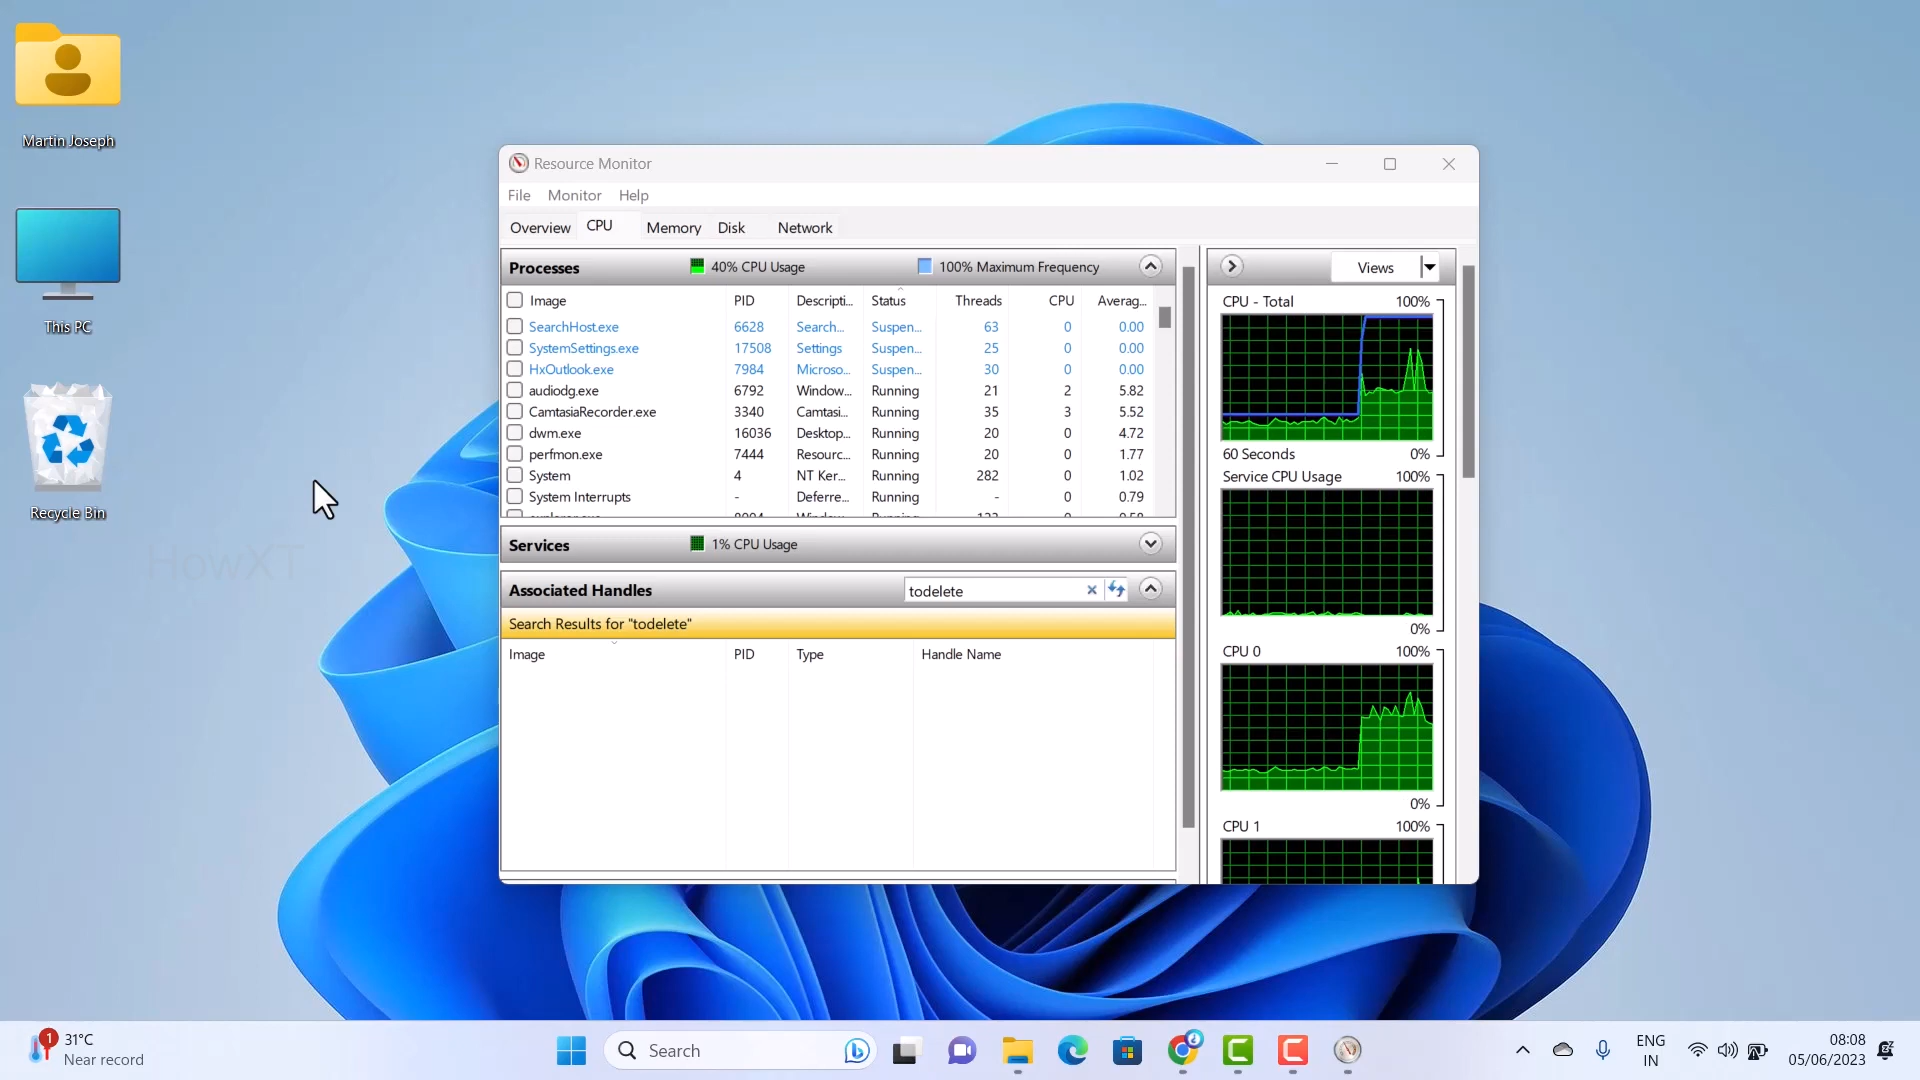 Martin Joseph
This PC
Recycle Bin
HowXT
Resource Monitor
File Monitor Help
Overview CPU Memory Disk Network
Processes 40% CPU Usage 100% Maximum Frequency
Image PID Descripti... Status Threads CPU Averag...
SearchHost.exe 6628 Search... Suspen... 63 0 0.00
SystemSettings.exe 17508 Settings Suspen... 25 0 0.00
HxOutlook.exe 7984 Microso... Suspen... 30 0 0.00
audiodg.exe 6792 Window... Running 21 2 5.82
CamtasiaRecorder.exe 3340 Camtasi... Running 35 3 5.52
dwm.exe 16036 Desktop... Running 20 0 4.72
perfmon.exe 7444 Resourc... Running 20 0 1.77
System 4 NT Ker... Running 282 0 1.02
System Interrupts - Deferre... Running - 0 0.79
Services 1% CPU Usage
Associated Handles todelete
Search Results for "todelete"
Image PID Type Handle Name
Views
CPU - Total 100%
60 Seconds 0%
Service CPU Usage 100%
0%
CPU 0 100%
0%
CPU 1 100%
1
31°C
Near record
Search
ENG
IN
08:08
05/06/2023